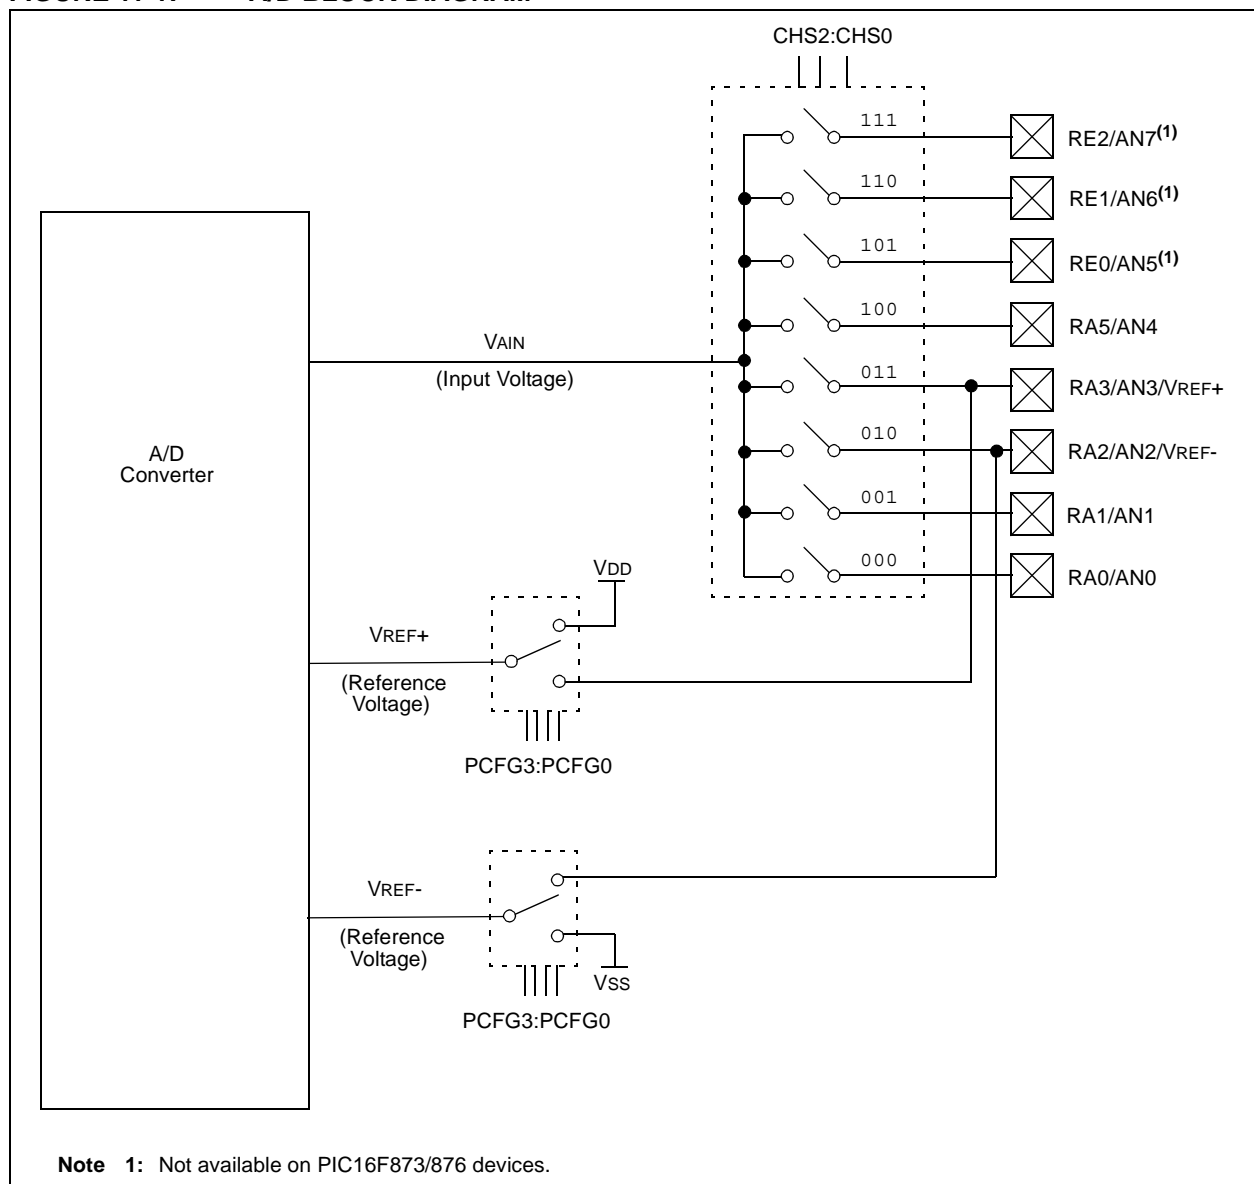 CHS2:CHS0
111
RE2/AN7(1)
110
RE1/AN6(1)
101
RE0/AN5(1)
100
RA5/AN4
VAIN
(Input Voltage)
011
RA3/AN3/VREF+
010
RA2/AN2/VREF-
A/D
Converter
001
RA1/AN1
000
RA0/AN0
VDD
VREF+
(Reference
Voltage)
PCFG3:PCFG0
VREF-
(Reference
Voltage)
VSS
PCFG3:PCFG0
Note 1: Not available on PIC16F873/876 devices.